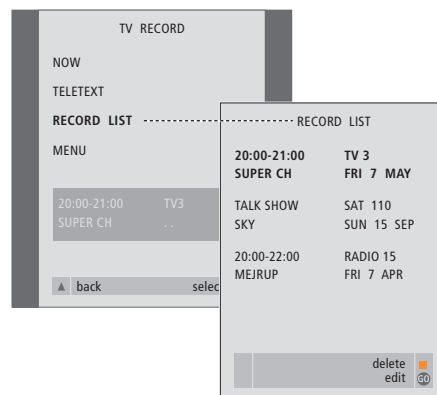 TV RECORD
NOW
TELETEXT
RECORD LIST
MENU
20:00-21:00 TV3
SUPER CH . .
▲ back selec
RECORD LIST
20:00-21:00 TV 3
SUPER CH FRI 7 MAY
TALK SHOW SAT 110
SKY SUN 15 SEP
20:00-22:00 RADIO 15
MEJRUP FRI 7 APR
delete
edit GO